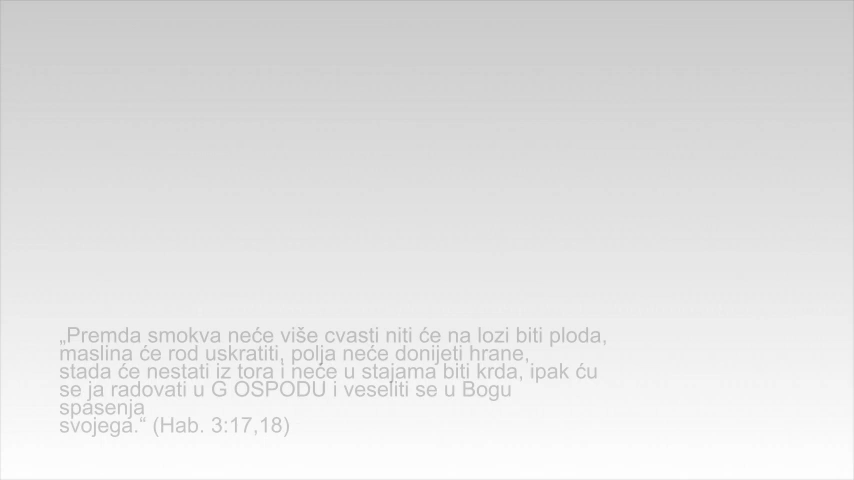 „Premda smokva neće više cvasti niti će na lozi biti ploda,
maslina će rod uskratiti, polja neće donijeti hrane,
stada će nestati iz tora i neće u stajama biti krda, ipak ću
se ja radovati u G OSPODU i veseliti se u Bogu
spasenja
svojega.“ (Hab. 3:17,18)